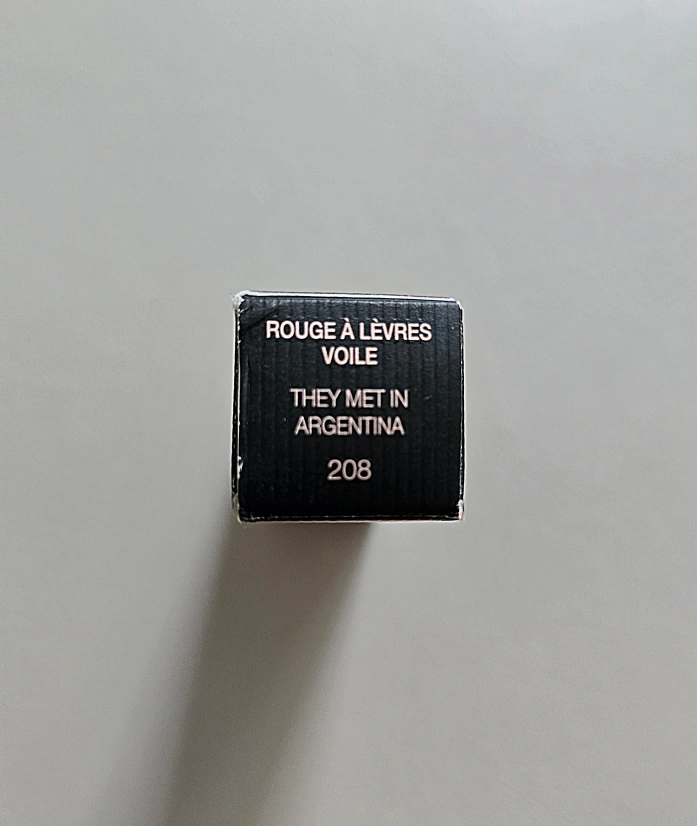 ROUGE À LÈVRES
VOILE
THEY MET IN
ARGENTINA
208